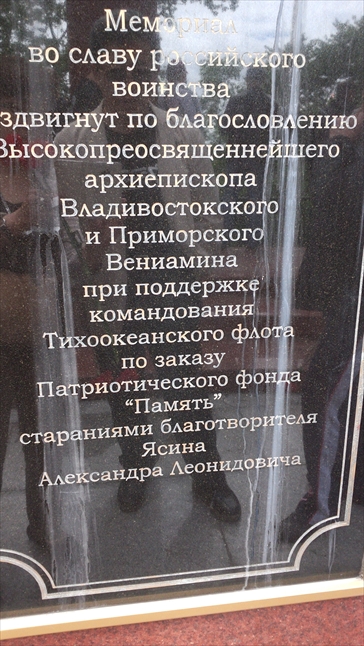 Мемориал
во славу российского
воинства
здвигнут по благословлению
Высокопреосвященнейшего
архиепископа
Владивостокского
и Приморского
Вениамина
при поддержке
командования
Тихоокеанского флота
по заказу
Патриотического фонда
“Память”
стараниями благотворителя
Ясина
Александра Леонидовича